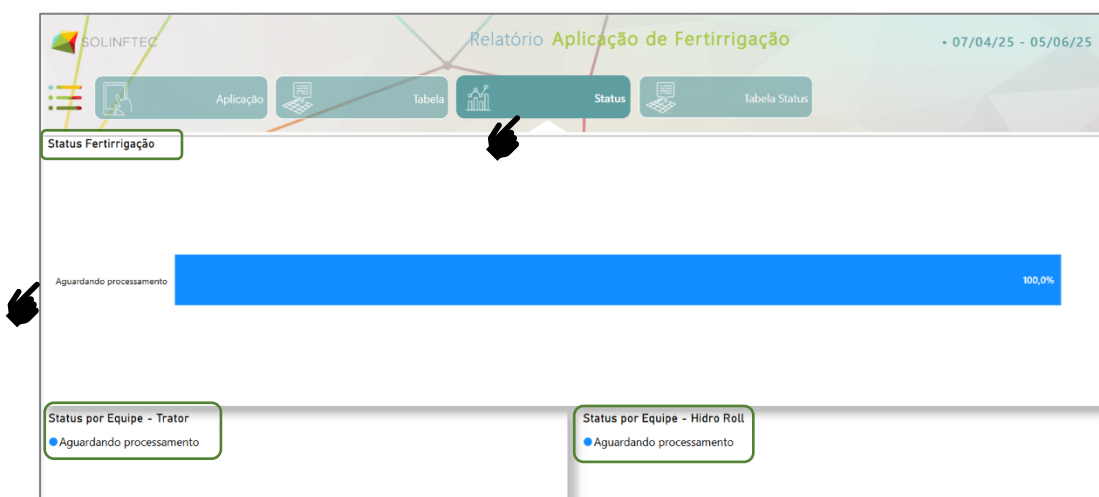 SOLINFTEC
Relatório Aplicação de Fertirrigação
• 07/04/25 - 05/06/25
Aplicação
Tabela
Status
Tabela Status
Status Fertirrigação
Aguardando processamento
100,0%
Status por Equipe - Trator
Aguardando processamento
Status por Equipe - Hidro Roll
Aguardando processamento